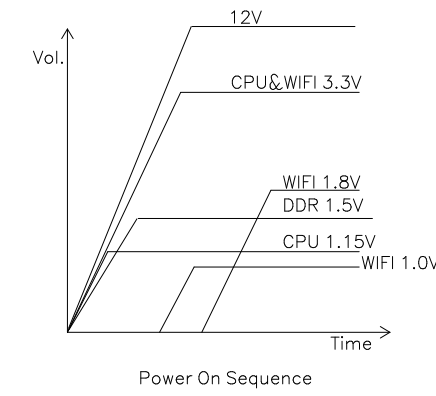 12V
Vol.
CPU&WIFI 3.3V
WIFI 1.8V
DDR 1.5V
CPU 1.15V
WIFI 1.0V
Time
Power On Sequence